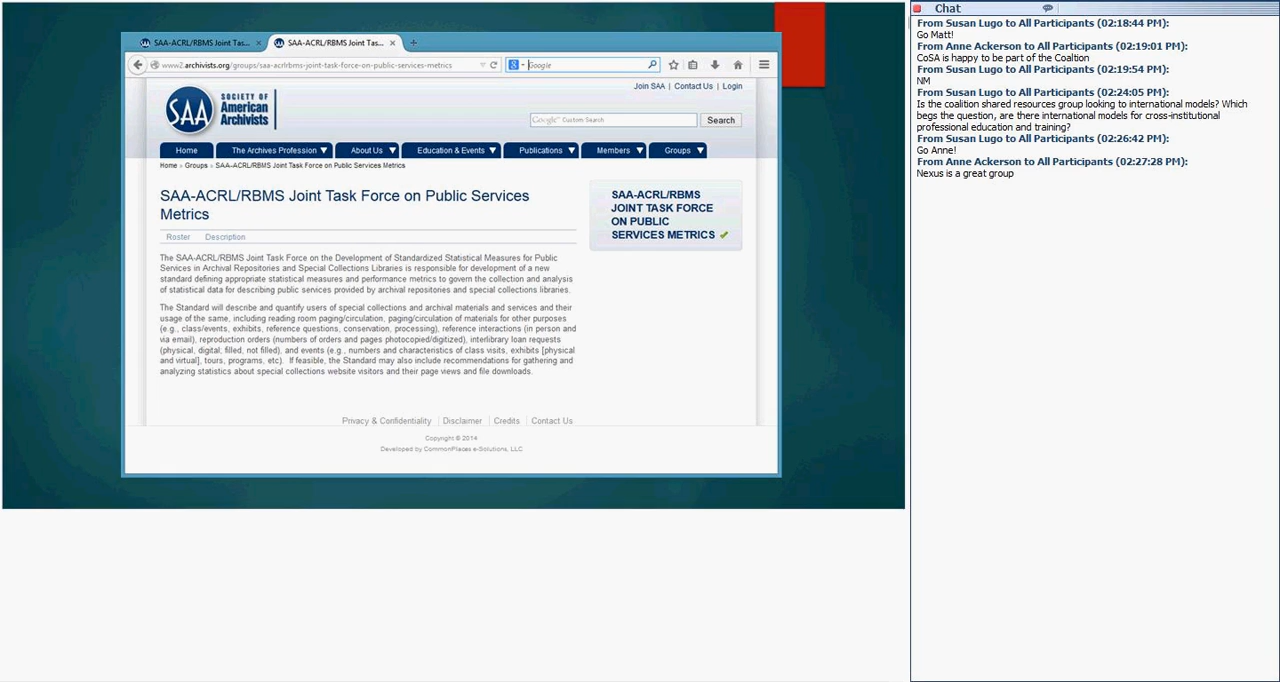 SAA-ACRL/RBMS Joint Tas...
SAA-ACRL/RBMS Joint Tas...
www2.archivists.org/groups/saa-acrlrbms-joint-task-force-on-public-services-metrics
Google
Join SAA | Contact Us | Login
SAA
SOCIETY OF
American
Archivists
Google™ Custom Search
Search
Home
The Archives Profession
About Us
Education & Events
Publications
Members
Groups
Home » Groups » SAA-ACRL/RBMS Joint Task Force on Public Services Metrics
SAA-ACRL/RBMS Joint Task Force on Public Services
Metrics
Roster
Description
The SAA-ACRL/RBMS Joint Task Force on the Development of Standardized Statistical Measures for Public
Services in Archival Repositories and Special Collections Libraries is responsible for development of a new
standard defining appropriate statistical measures and performance metrics to govern the collection and analysis
of statistical data for describing public services provided by archival repositories and special collections libraries.
The Standard will describe and quantify users of special collections and archival materials and services and their
usage of the same, including reading room paging/circulation, paging/circulation of materials for other purposes
(e.g., class/events, exhibits, reference questions, conservation, processing), reference interactions (in person and
via email), reproduction orders (numbers of orders and pages photocopied/digitized), interlibrary loan requests
(physical, digital; filled, not filled), and events (e.g., numbers and characteristics of class visits, exhibits [physical
and virtual], tours, programs, etc).  If feasible, the Standard may also include recommendations for gathering and
analyzing statistics about special collections website visitors and their page views and file downloads.
SAA-ACRL/RBMS
JOINT TASK FORCE
ON PUBLIC
SERVICES METRICS
Privacy & Confidentiality | Disclaimer | Credits | Contact Us
Copyright © 2014
Developed by CommonPlaces e-Solutions, LLC
Chat
From Susan Lugo to All Participants (02:18:44 PM):
Go Matt!
From Anne Ackerson to All Participants (02:19:01 PM):
CoSA is happy to be part of the Coalition
From Susan Lugo to All Participants (02:19:54 PM):
NM
From Susan Lugo to All Participants (02:24:05 PM):
Is the coalition shared resources group looking to international models? Which
begs the question, are there international models for cross-institutional
professional education and training?
From Susan Lugo to All Participants (02:26:42 PM):
Go Anne!
From Anne Ackerson to All Participants (02:27:28 PM):
Nexus is a great group